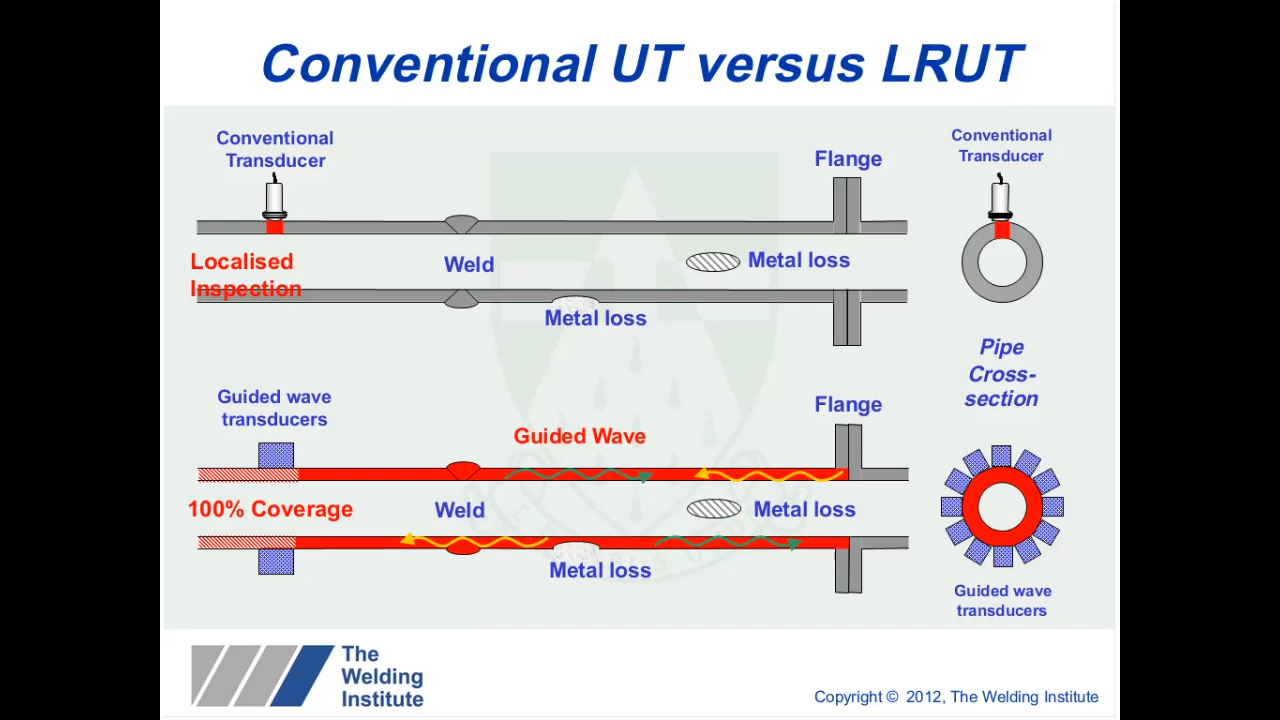 Conventional UT versus LRUT
Conventional
Transducer
Flange
Conventional
Transducer
Localised
Inspection
Weld
Metal loss
Metal loss
Pipe
Cross-
section
Guided wave
transducers
Guided Wave
Flange
100% Coverage
Weld
Metal loss
Metal loss
Guided wave
transducers
The
Welding
Institute
Copyright © 2012, The Welding Institute